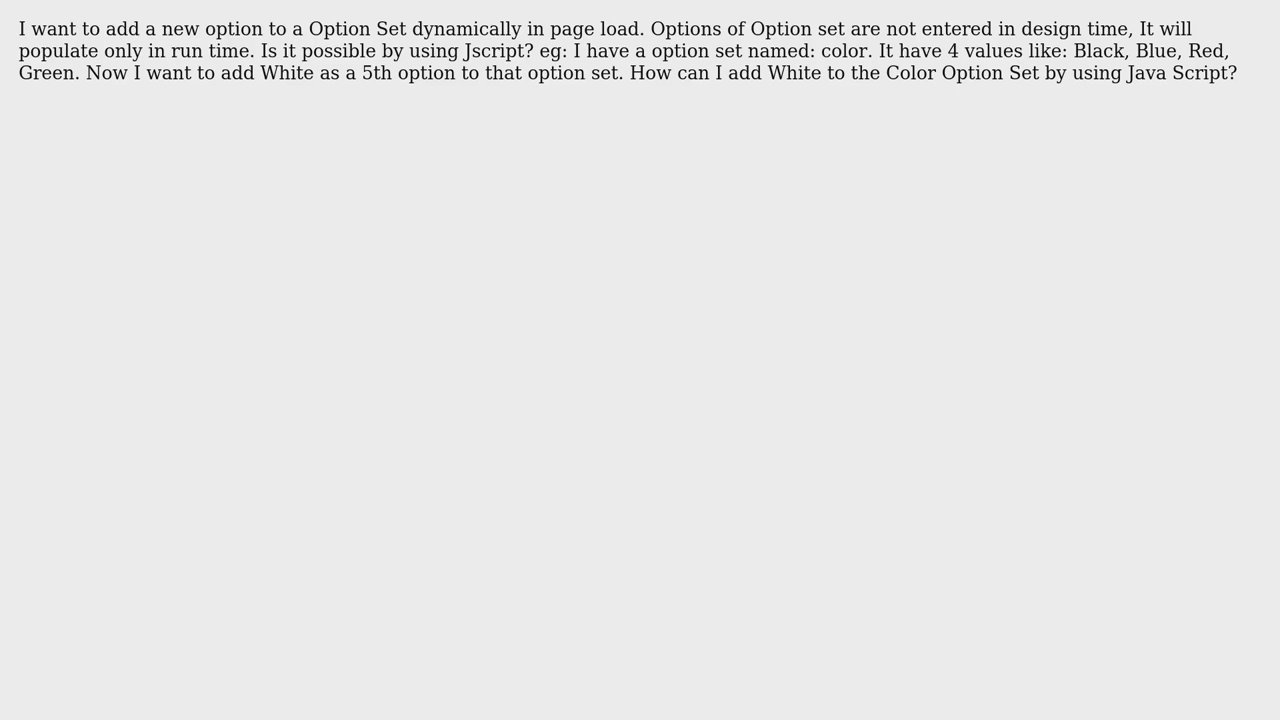 I want to add a new option to a Option Set dynamically in page load. Options of Option set are not entered in design time, It will
populate only in run time. Is it possible by using Jscript? eg: I have a option set named: color. It have 4 values like: Black, Blue, Red,
Green. Now I want to add White as a 5th option to that option set. How can I add White to the Color Option Set by using Java Script?